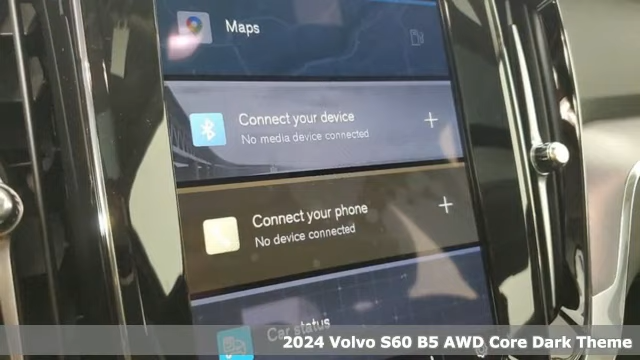 Maps
Connect your device
No media device connected
Connect your phone
No device connected
Car status
2024 Volvo S60 B5 AWD Core Dark Theme